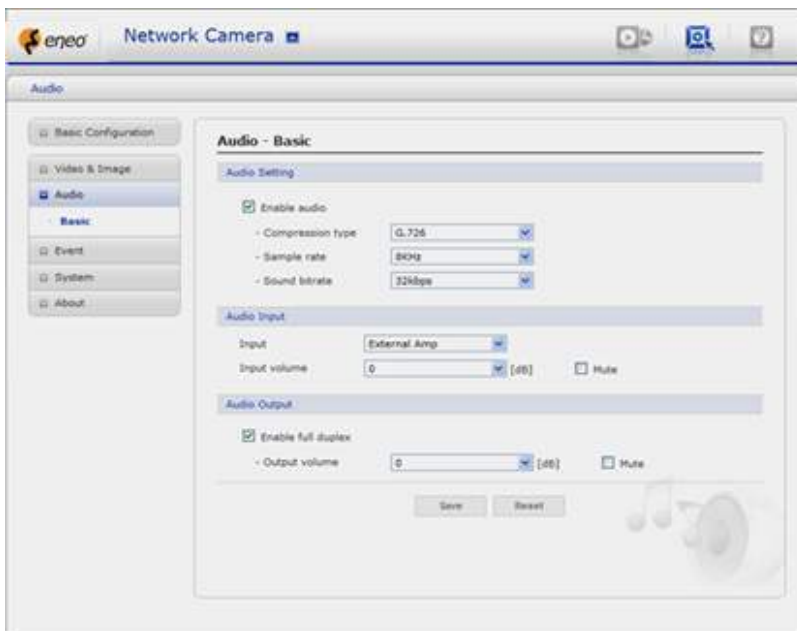 eneo Network Camera
Audio
Basic Configuration
Video & Image
Audio
Basic
Event
System
About
Audio - Basic
Audio Setting
Enable audio
- Compression type G.726
- Sample rate 8KHz
- Sound bitrate 32kbps
Audio Input
Input External Amp
Input volume 0 [dB] Mute
Audio Output
Enable full duplex
- Output volume 0 [dB] Mute
Save Reset